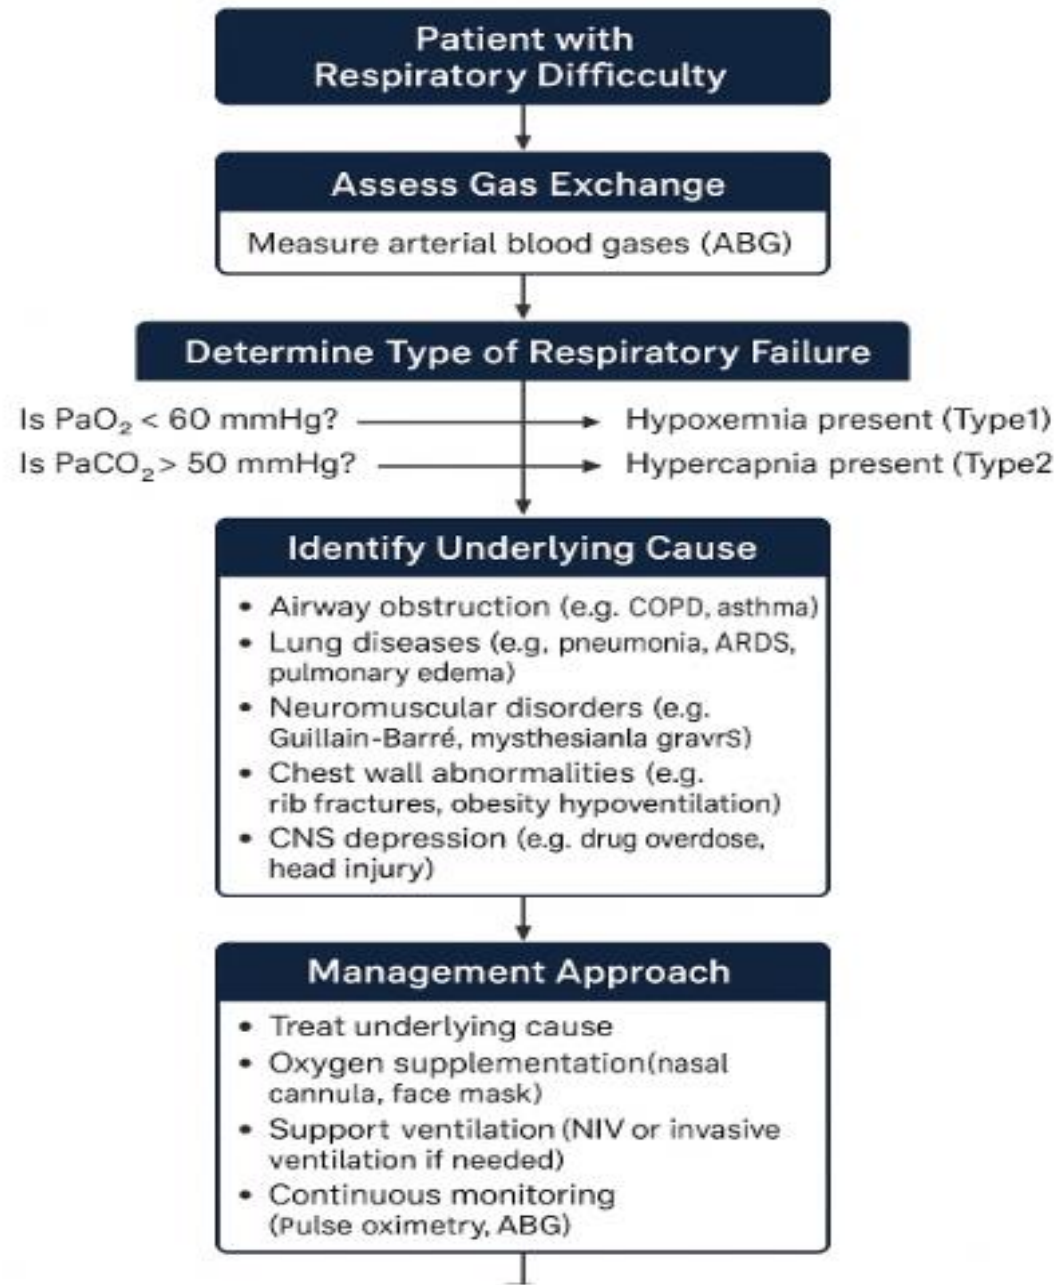 Patient with
Respiratory Difficculty
Assess Gas Exchange
Measure arterial blood gases (ABG)
Determine Type of Respiratory Failure
Is PaO₂ < 60 mmHg? Hypoxemiia present (Type1)
Is PaCO₂ > 50 mmHg? Hypercapnia present (Type2
Identify Underlying Cause
• Airway obstruction (e.g. COPD, asthma)
• Lung diseases (e.g, pneumonia, ARDS,
pulmonary edema)
• Neuromuscular disorders (e.g.
Guillain-Barré, mysthesianla gravrS)
• Chest wall abnormalities (e.g.
rib fractures, obesity hypoventilation)
• CNS depression (e.g. drug overdose,
head injury)
Management Approach
• Treat underlying cause
• Oxygen supplementation(nasal
cannula, face mask)
• Support ventilation (NIV or invasive
ventilation if needed)
• Continuous monitoring
(Pulse oximetry, ABG)